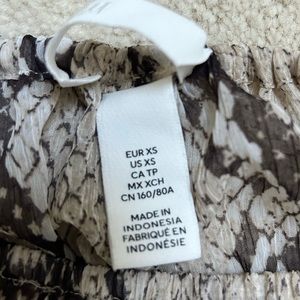 EUR XS
US XS
CA TP
MX XCH
CN 160/80A
MADE IN
INDONESIA
FABRIQUÉ EN
INDONÉSIE